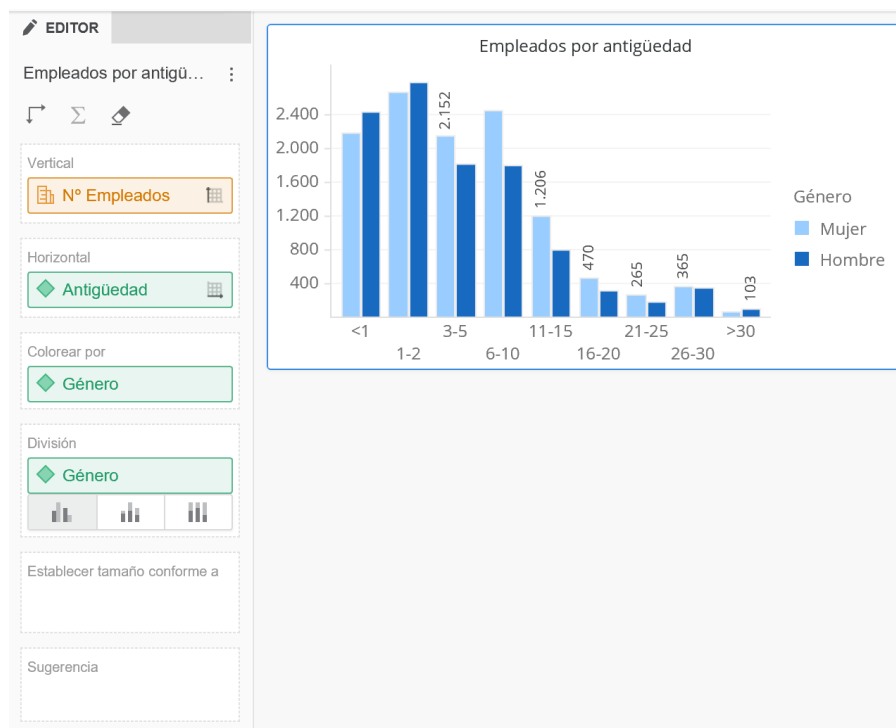 EDITOR
Empleados por antigü...
Vertical
Nº Empleados
Horizontal
Antigüedad
Colorear por
Género
División
Género
Establecer tamaño conforme a
Sugerencia
Empleados por antigüedad
2.400
2.000
1.600
1.200
800
400
2.152
1.206
470
265
365
103
<1
1-2
3-5
6-10
11-15
16-20
21-25
26-30
>30
Género
Mujer
Hombre